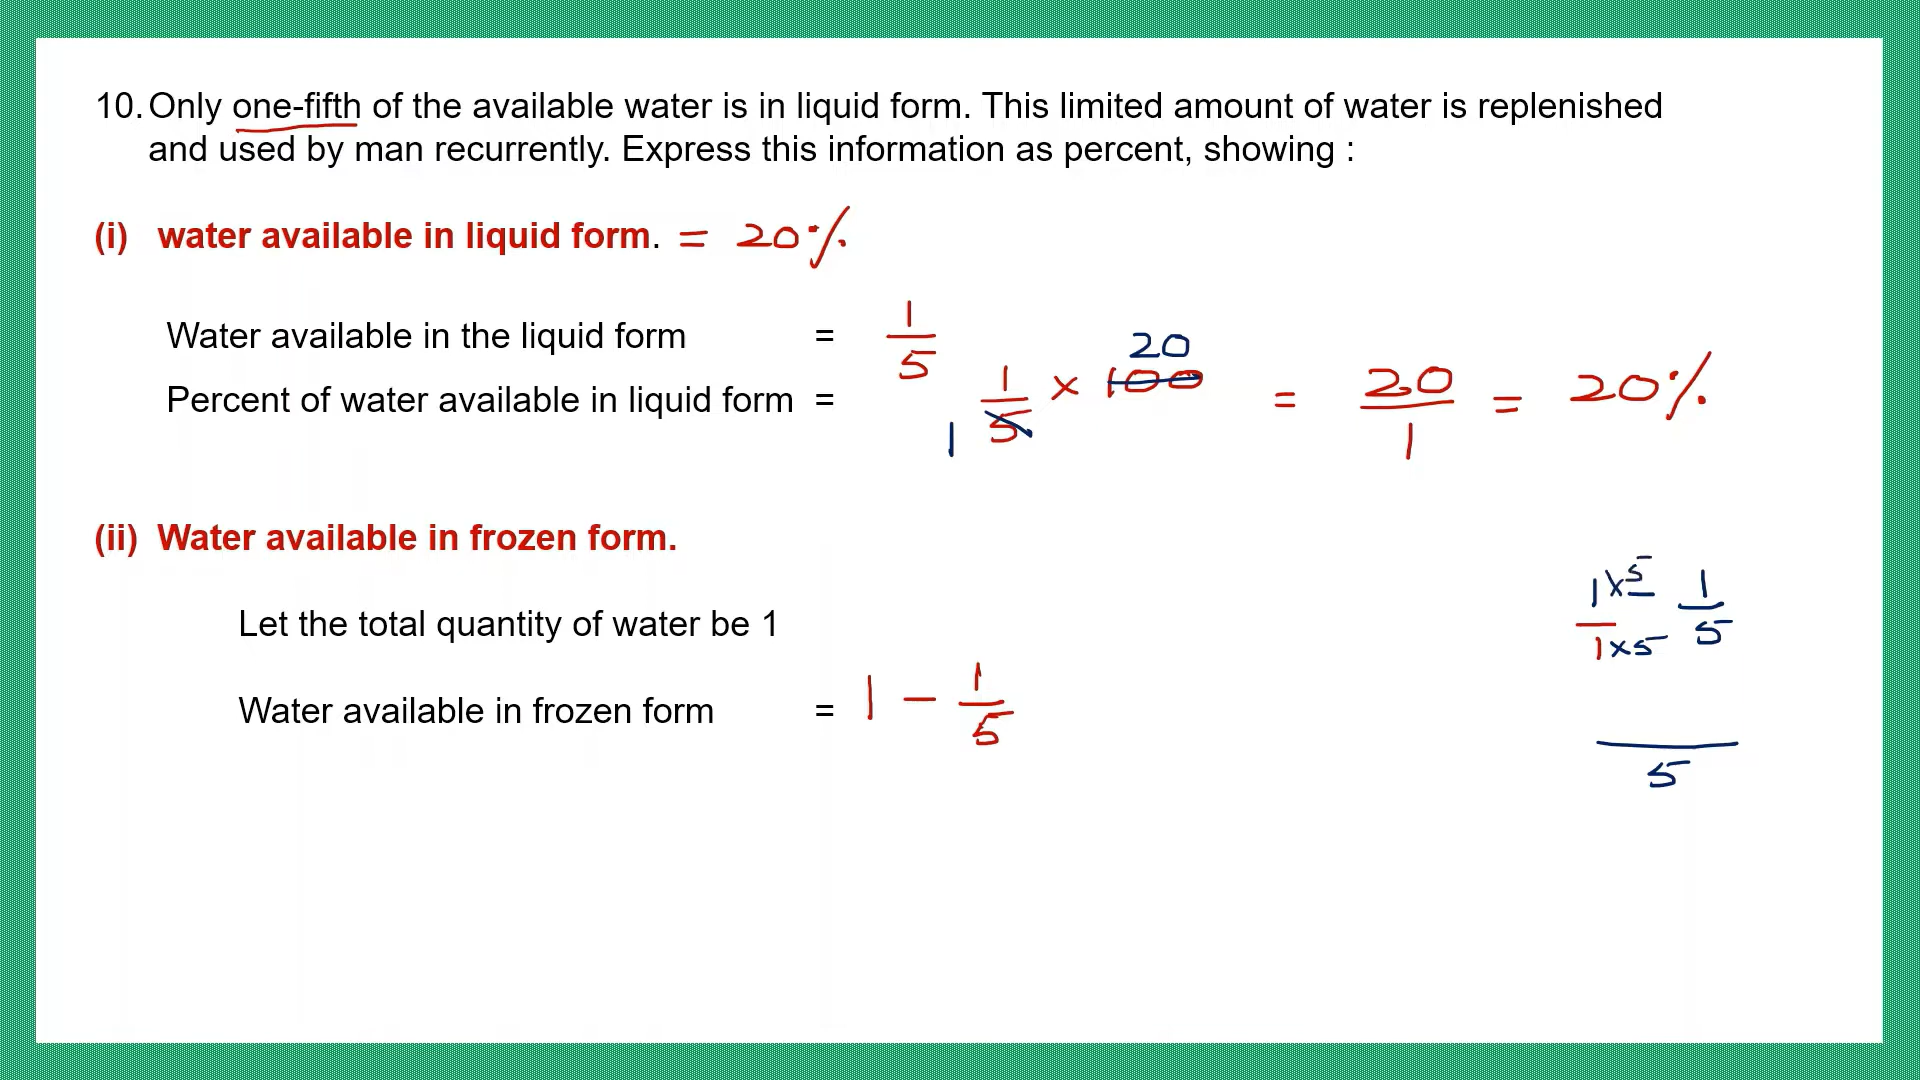 10. Only one-fifth of the available water is in liquid form. This limited amount of water is replenished
and used by man recurrently. Express this information as percent, showing :
(i) water available in liquid form. = 20%
Water available in the liquid form = 1/5
Percent of water available in liquid form = 1/5 × 100 = 20/1 = 20%
1 20
(ii) Water available in frozen form.
Let the total quantity of water be 1
Water available in frozen form = 1 - 1/5
1×5 1
1×5 5
5